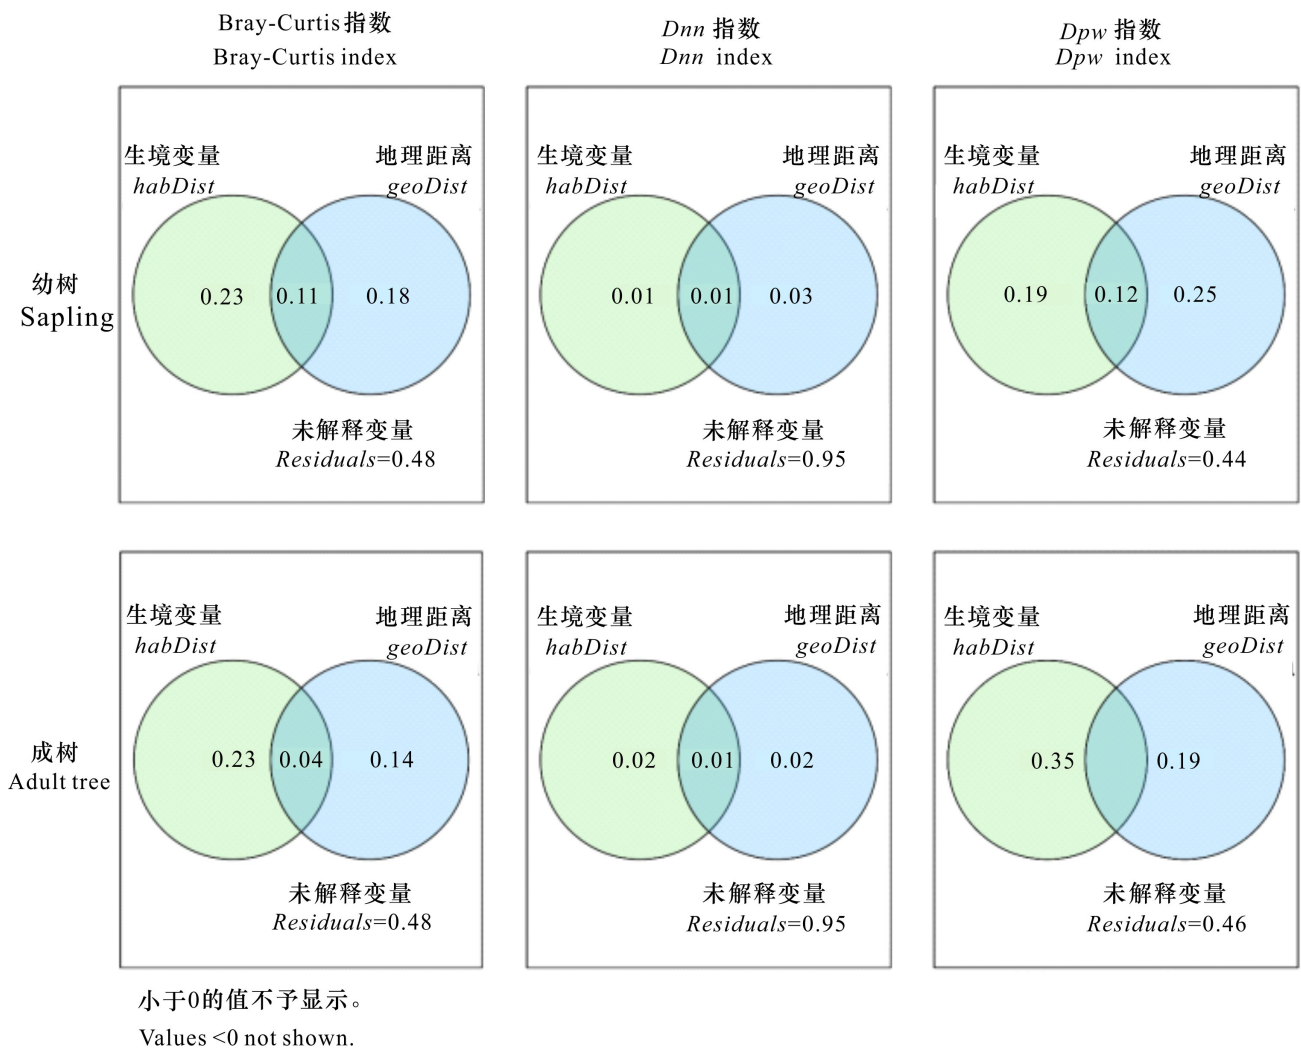 Bray-Curtis指数
Bray-Curtis index
Dnn 指数
Dnn index
Dpw 指数
Dpw index
幼树
Sapling
生境变量
habDist
地理距离
geoDist
0.23
0.11
0.18
未解释变量
Residuals=0.48
生境变量
habDist
地理距离
geoDist
0.01
0.01
0.03
未解释变量
Residuals=0.95
生境变量
habDist
地理距离
geoDist
0.19
0.12
0.25
未解释变量
Residuals=0.44
成树
Adult tree
生境变量
habDist
地理距离
geoDist
0.23
0.04
0.14
未解释变量
Residuals=0.48
生境变量
habDist
地理距离
geoDist
0.02
0.01
0.02
未解释变量
Residuals=0.95
生境变量
habDist
地理距离
geoDist
0.35
0.19
未解释变量
Residuals=0.46
小于0的值不予显示。
Values <0 not shown.